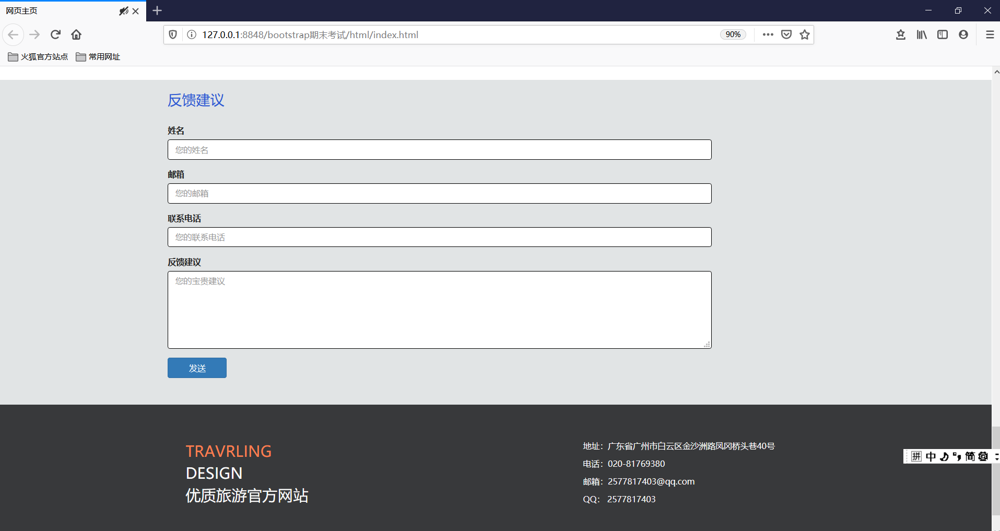 网页主页
127.0.0.1:8848/bootstrap期末考试/html/index.html
90%
火狐官方站点
常用网址
反馈建议
姓名
您的姓名
邮箱
您的邮箱
联系电话
您的联系电话
反馈建议
您的宝贵建议
发送
TRAVRLING
DESIGN
优质旅游官方网站
地址：广东省广州市白云区金沙洲路凤冈桥头巷40号
电话：020-81769380
邮箱：2577817403@qq.com
QQ： 2577817403
拼 中 简